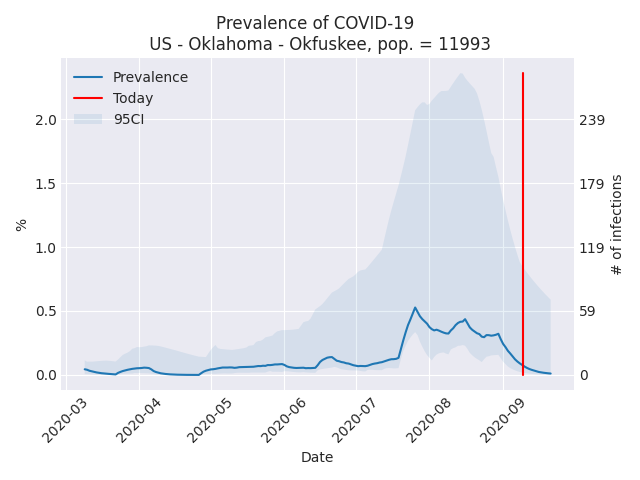 Prevalence of COVID-19
US - Oklahoma - Okfuskee, pop. = 11993
Prevalence
Today
95CI
2.0
1.5
1.0
0.5
0.0
%
239
179
119
59
0
# of infections
2020-03
2020-04
2020-05
2020-06
2020-07
2020-08
2020-09
Date